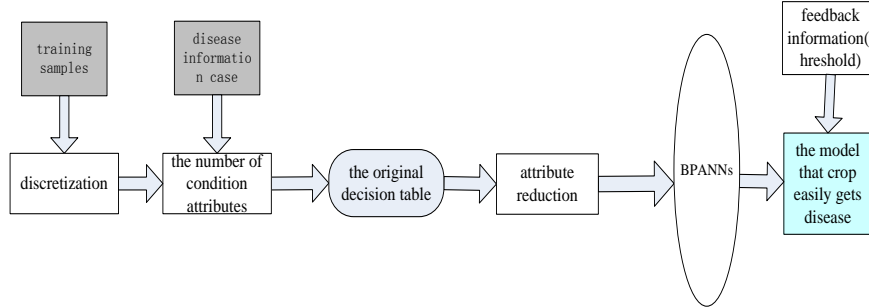 training
samples
disease
informatio
n case
feedback
information(
hreshold)
discretization
the number of
condition
attributes
the original
decision table
attribute
reduction
BPANNs
the model
that crop
easily gets
disease